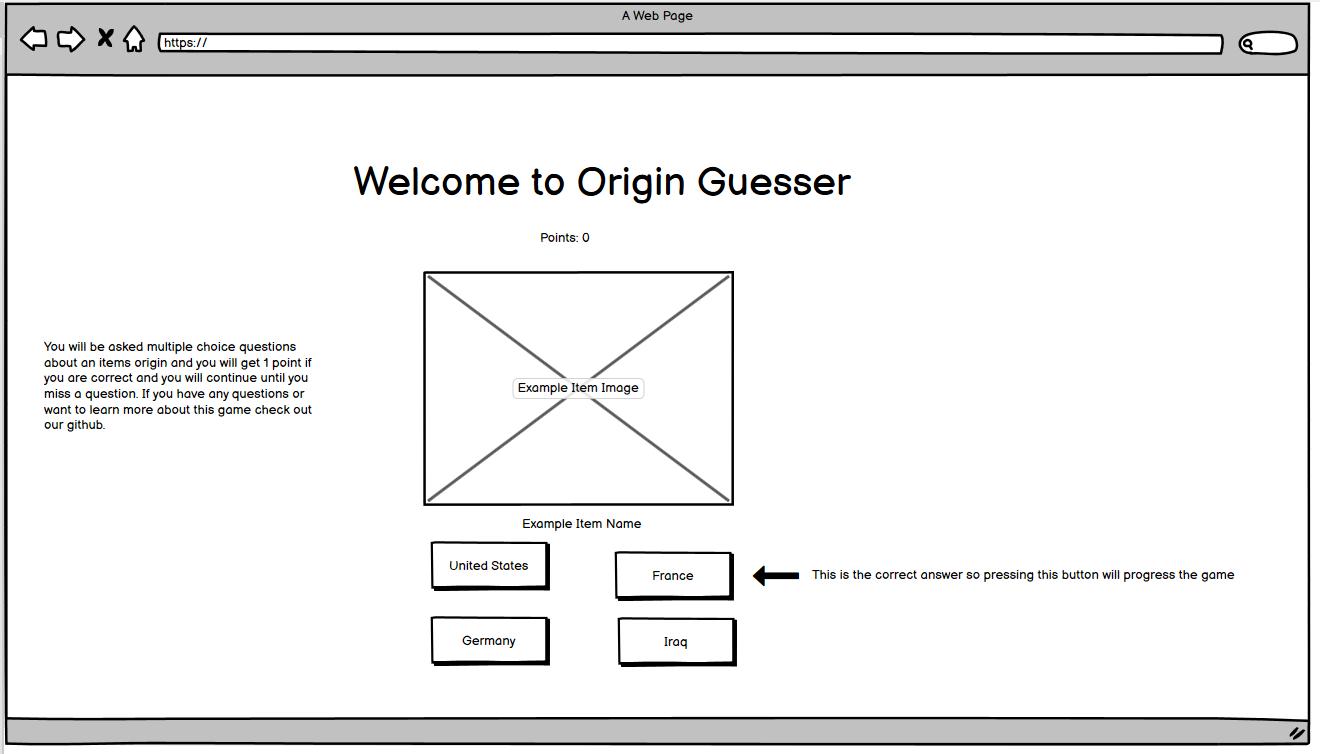 A Web Page
https://
Welcome to Origin Guesser
Points: 0
You will be asked multiple choice questions
about an items origin and you will get 1 point if
you are correct and you will continue until you
miss a question. If you have any questions or
want to learn more about this game check out
our github.
Example Item Image
Example Item Name
United States
France
This is the correct answer so pressing this button will progress the game
Germany
Iraq